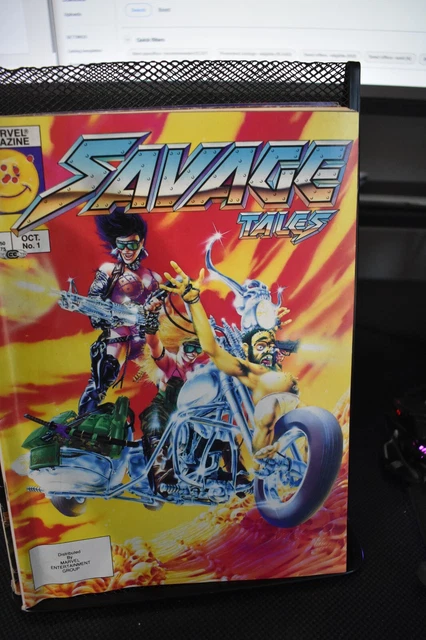 RVEL®
AZINE
SAVAGE
TALES
OCT.
No. 1
Distributed
By
MARVEL
ENTERTAINMENT
GROUP